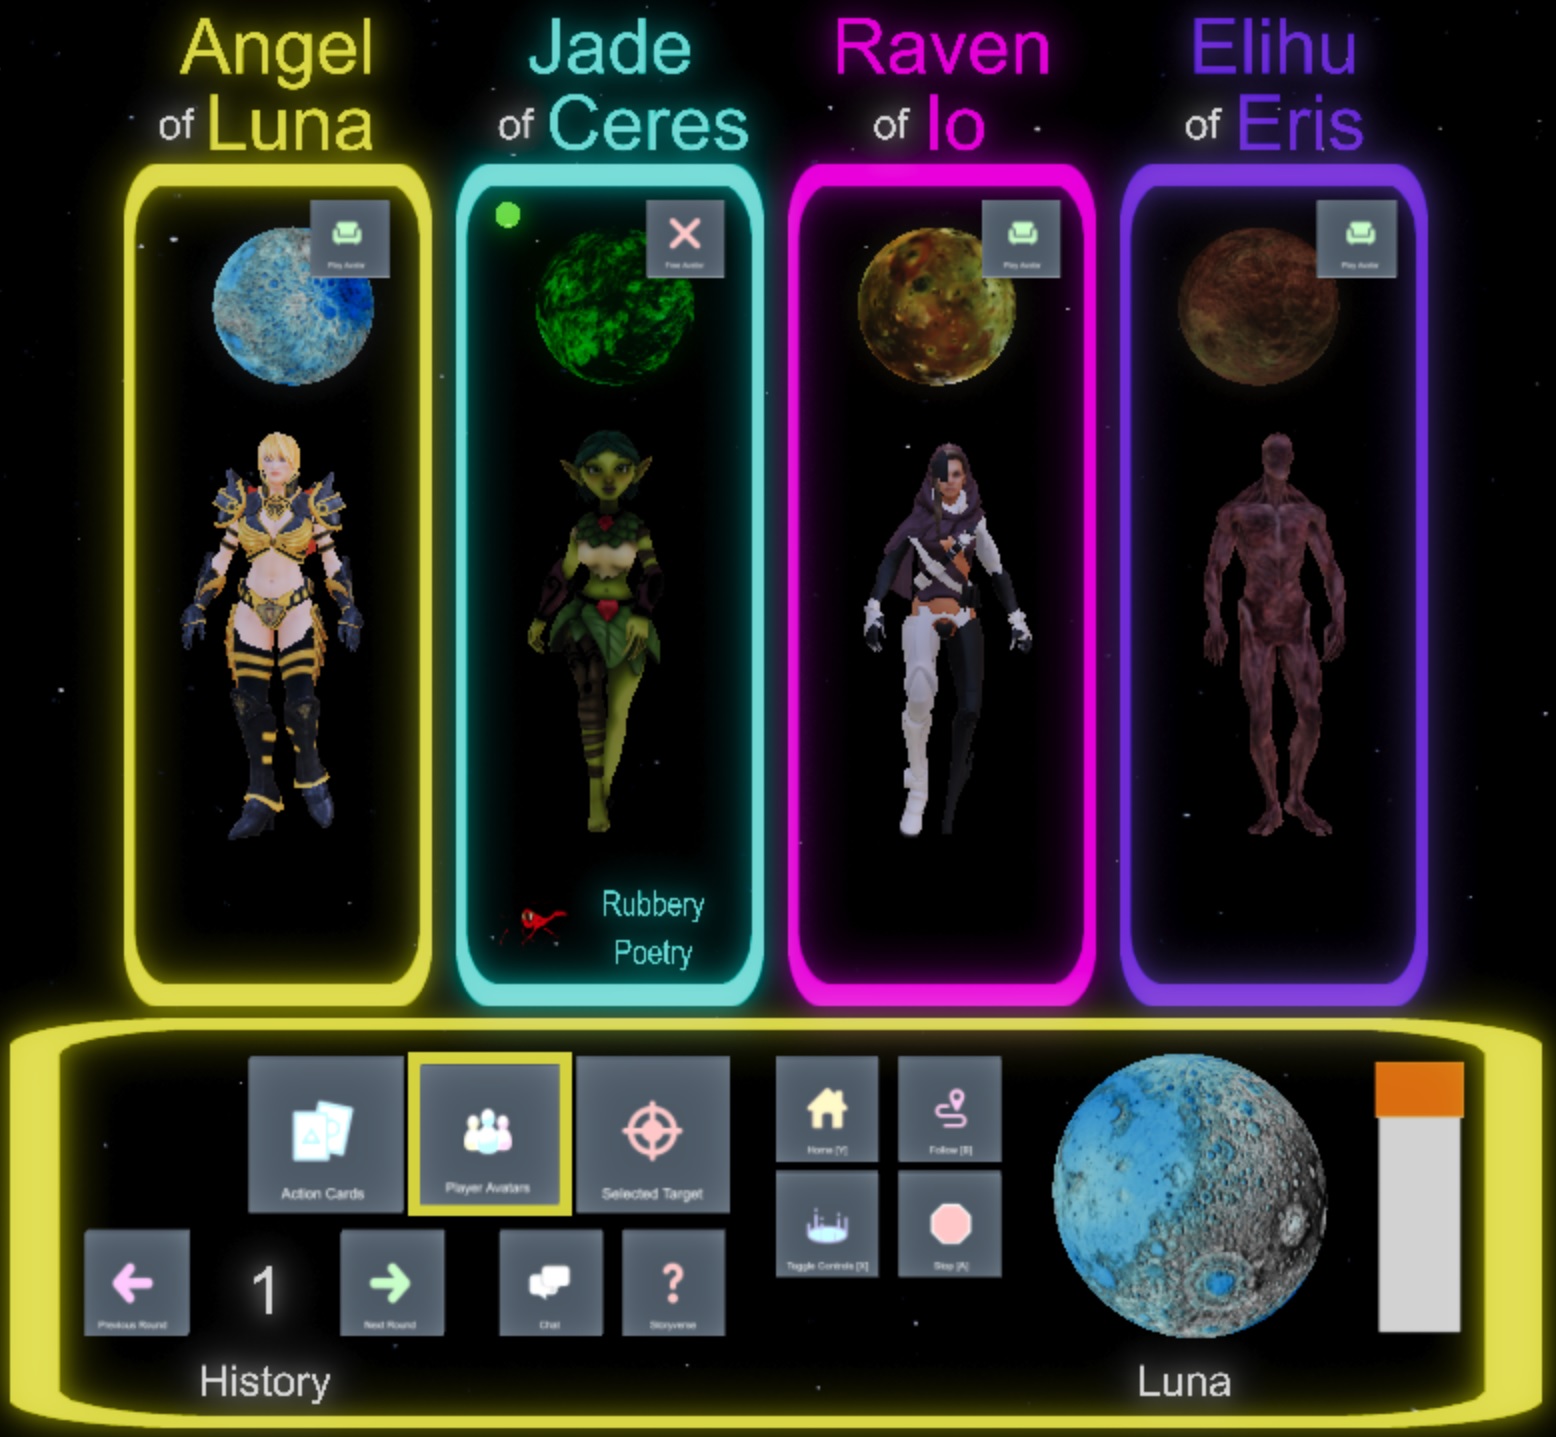 Angel
of Luna
Jade
of Ceres
Raven
of Io
Elihu
of Eris
Play Avatar
Free Avatar
Play Avatar
Play Avatar
Rubbery
Poetry
Action Cards
Player Avatars
Selected Target
Home [Y]
Follow [B]
Toggle Controls [X]
Stop [A]
Previous Round
1
Next Round
Chat
Storyverse
History
Luna